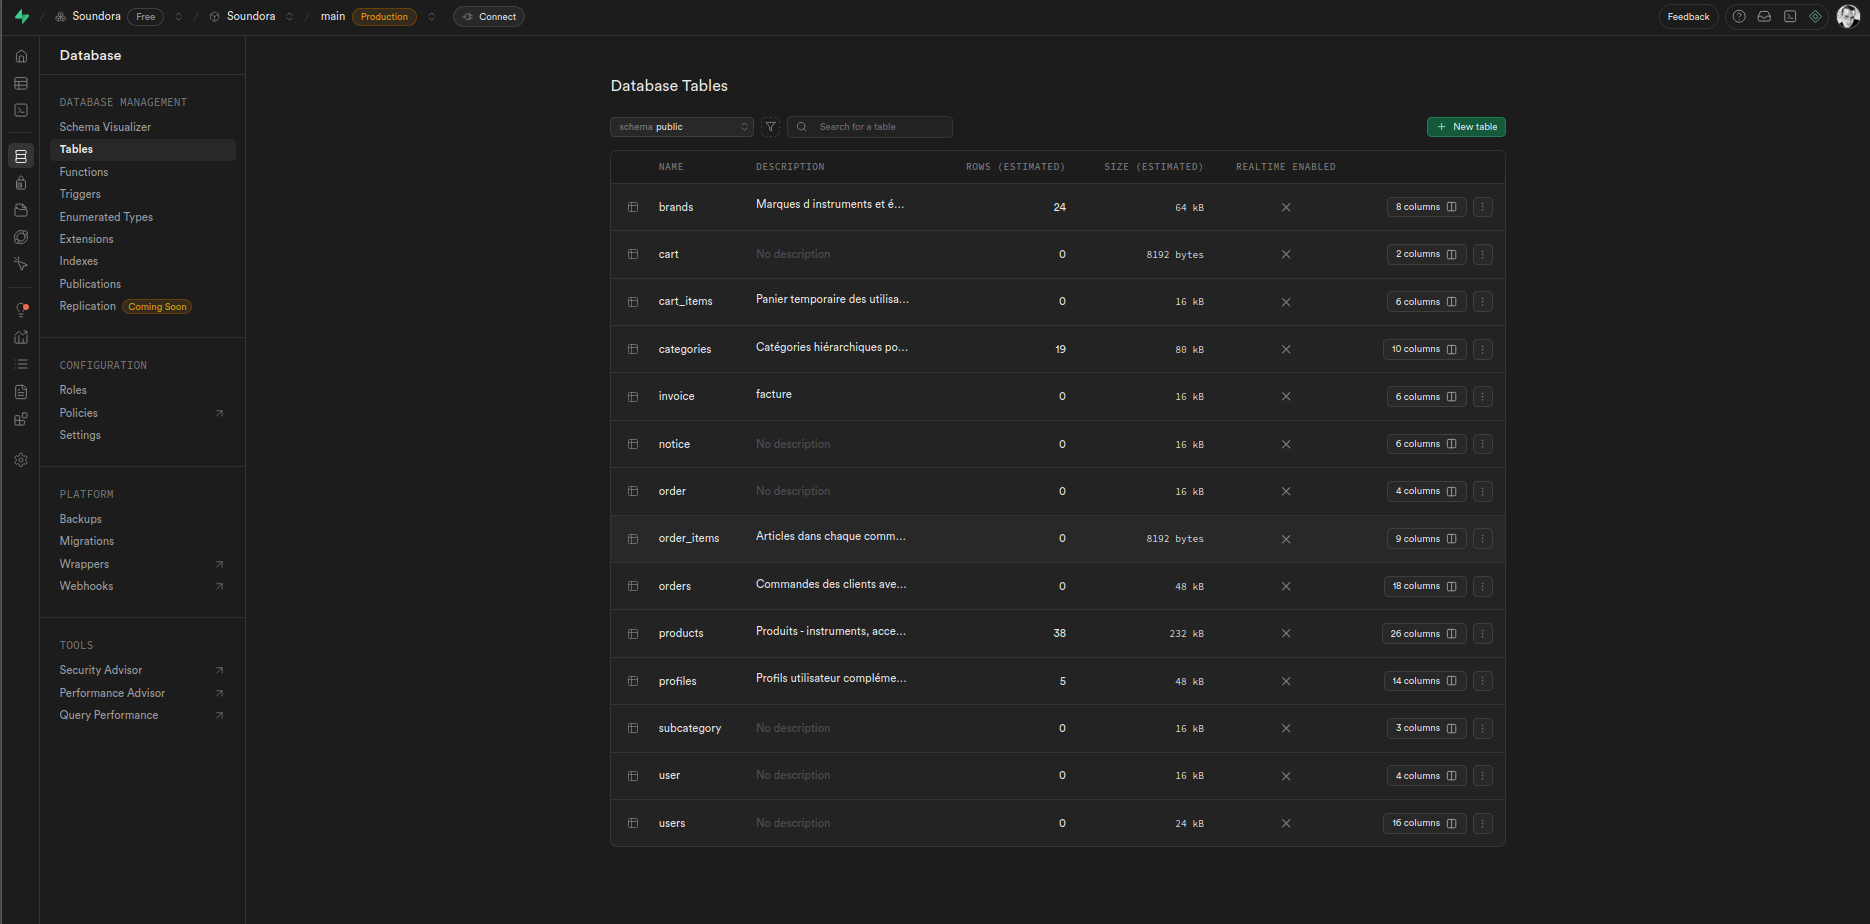 Soundora Free Soundora main Production Connect Feedback
Database
DATABASE MANAGEMENT
Schema Visualizer
Tables
Functions
Triggers
Enumerated Types
Extensions
Indexes
Publications
Replication Coming Soon
CONFIGURATION
Roles
Policies
Settings
PLATFORM
Backups
Migrations
Wrappers
Webhooks
TOOLS
Security Advisor
Performance Advisor
Query Performance
Database Tables
schema public Search for a table New table
NAME DESCRIPTION ROWS (ESTIMATED) SIZE (ESTIMATED) REALTIME ENABLED
brands Marques d instruments et é... 24 64 kB 8 columns
cart No description 0 8192 bytes 2 columns
cart_items Panier temporaire des utilisa... 0 16 kB 6 columns
categories Catégories hiérarchiques po... 19 80 kB 10 columns
invoice facture 0 16 kB 6 columns
notice No description 0 16 kB 6 columns
order No description 0 16 kB 4 columns
order_items Articles dans chaque comm... 0 8192 bytes 9 columns
orders Commandes des clients ave... 0 48 kB 18 columns
products Produits - instruments, acce... 38 232 kB 26 columns
profiles Profils utilisateur compléme... 5 48 kB 14 columns
subcategory No description 0 16 kB 3 columns
user No description 0 16 kB 4 columns
users No description 0 24 kB 16 columns